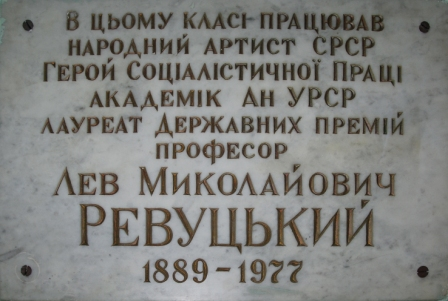 В цьому класі працював
народний артист СРСР
Герой Соціалістичної Праці
академік Ан УРСР
лауреат Державних премій
професор
Лев Миколайович
РЕВУЦЬКИЙ
1889-1977